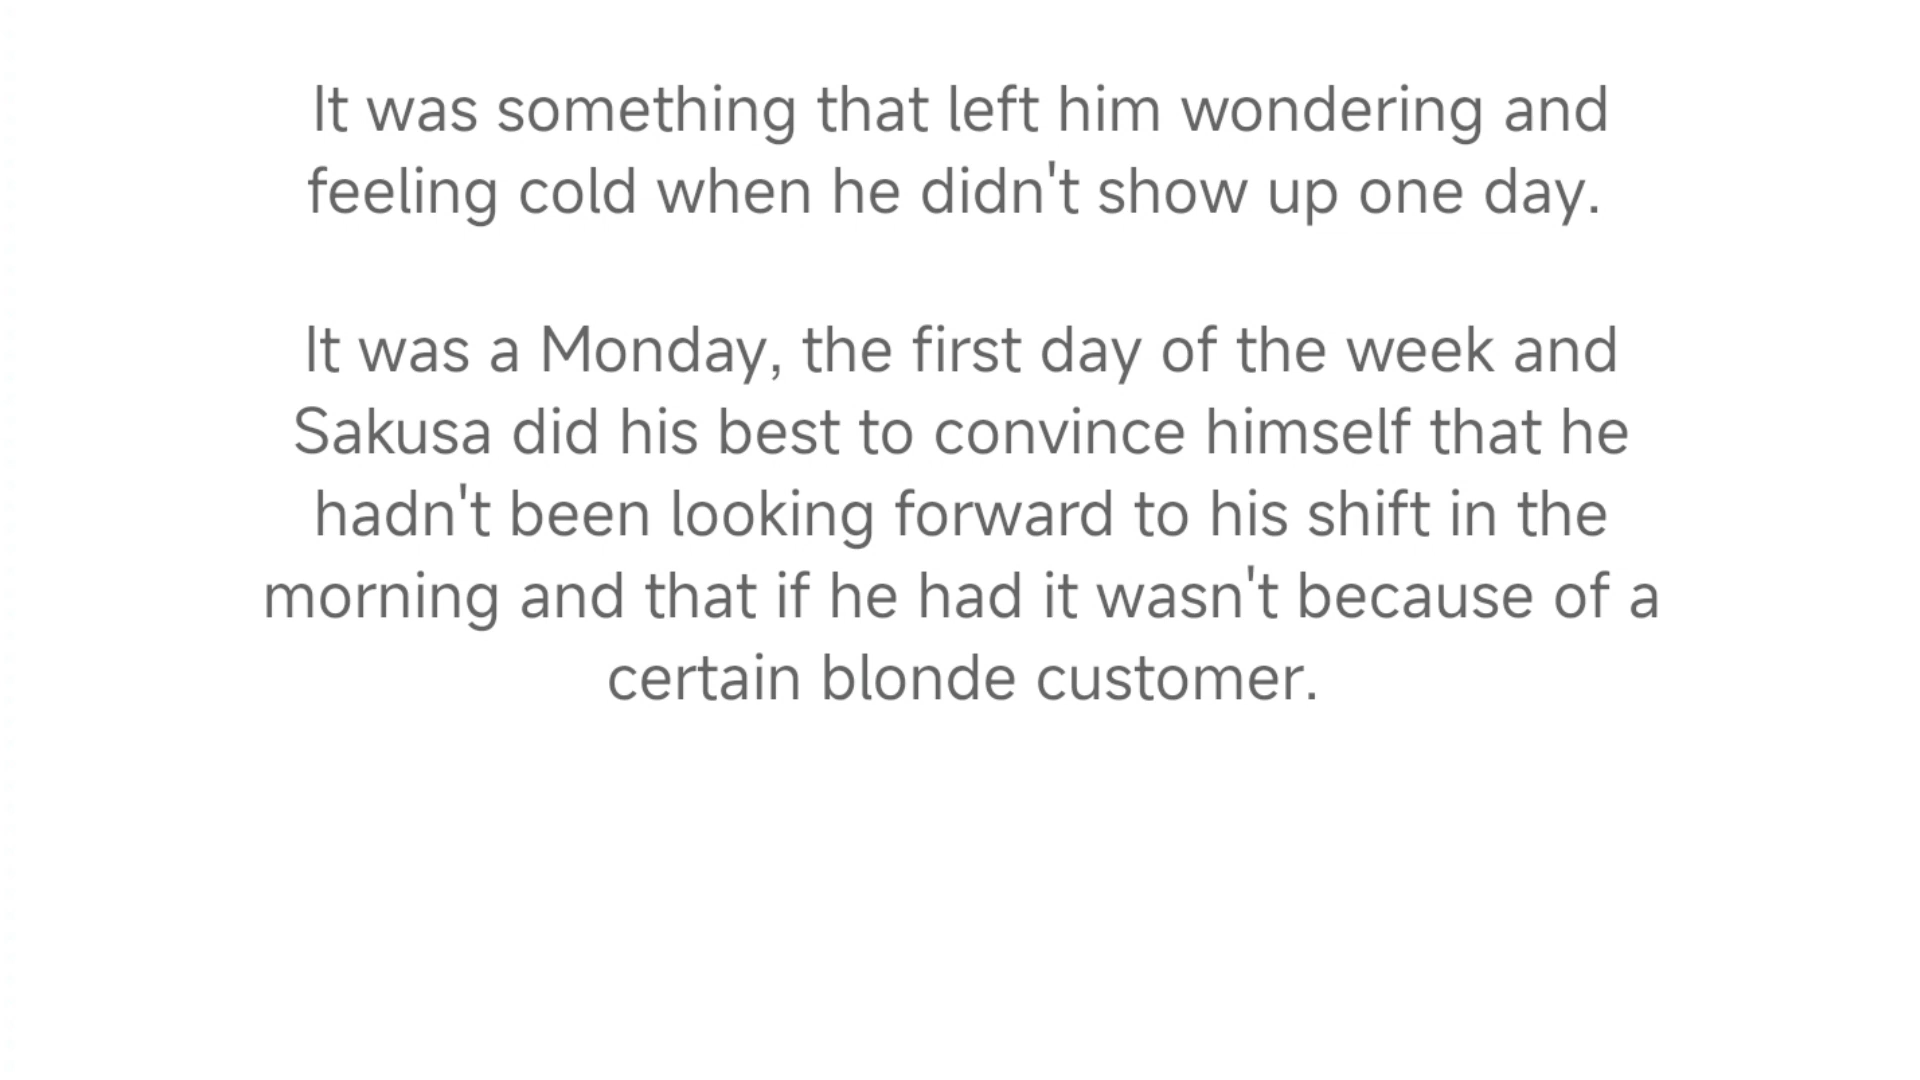 It was something that left him wondering and
feeling cold when he didn't show up one day.
It was a Monday, the first day of the week and
Sakusa did his best to convince himself that he
hadn't been looking forward to his shift in the
morning and that if he had it wasn't because of a
certain blonde customer.